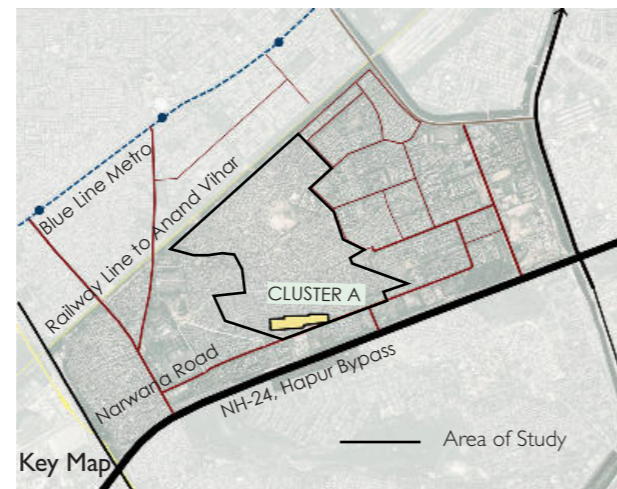 Blue Line Metro
Railway Line to Anand Vihar
CLUSTER A
Narwana Road
NH-24, Hapur Bypass
Area of Study
Key Map